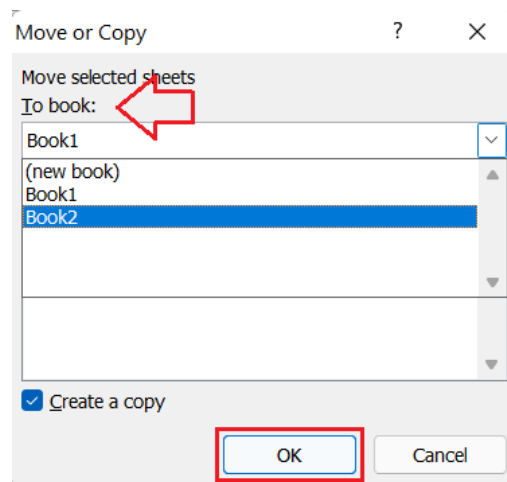 Move or Copy ? ×
Move selected sheets
To book:
Book1
(new book)
Book1
Book2
Create a copy
OK Cancel